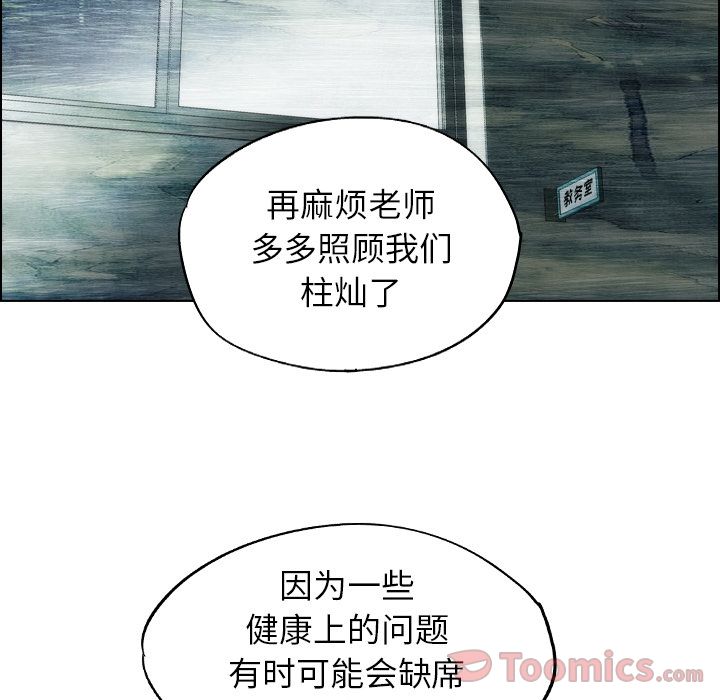 教务室
再麻烦老师
多多照顾我们
柱灿了
因为一些
健康上的问题
有时可能会缺席
Toomics.com